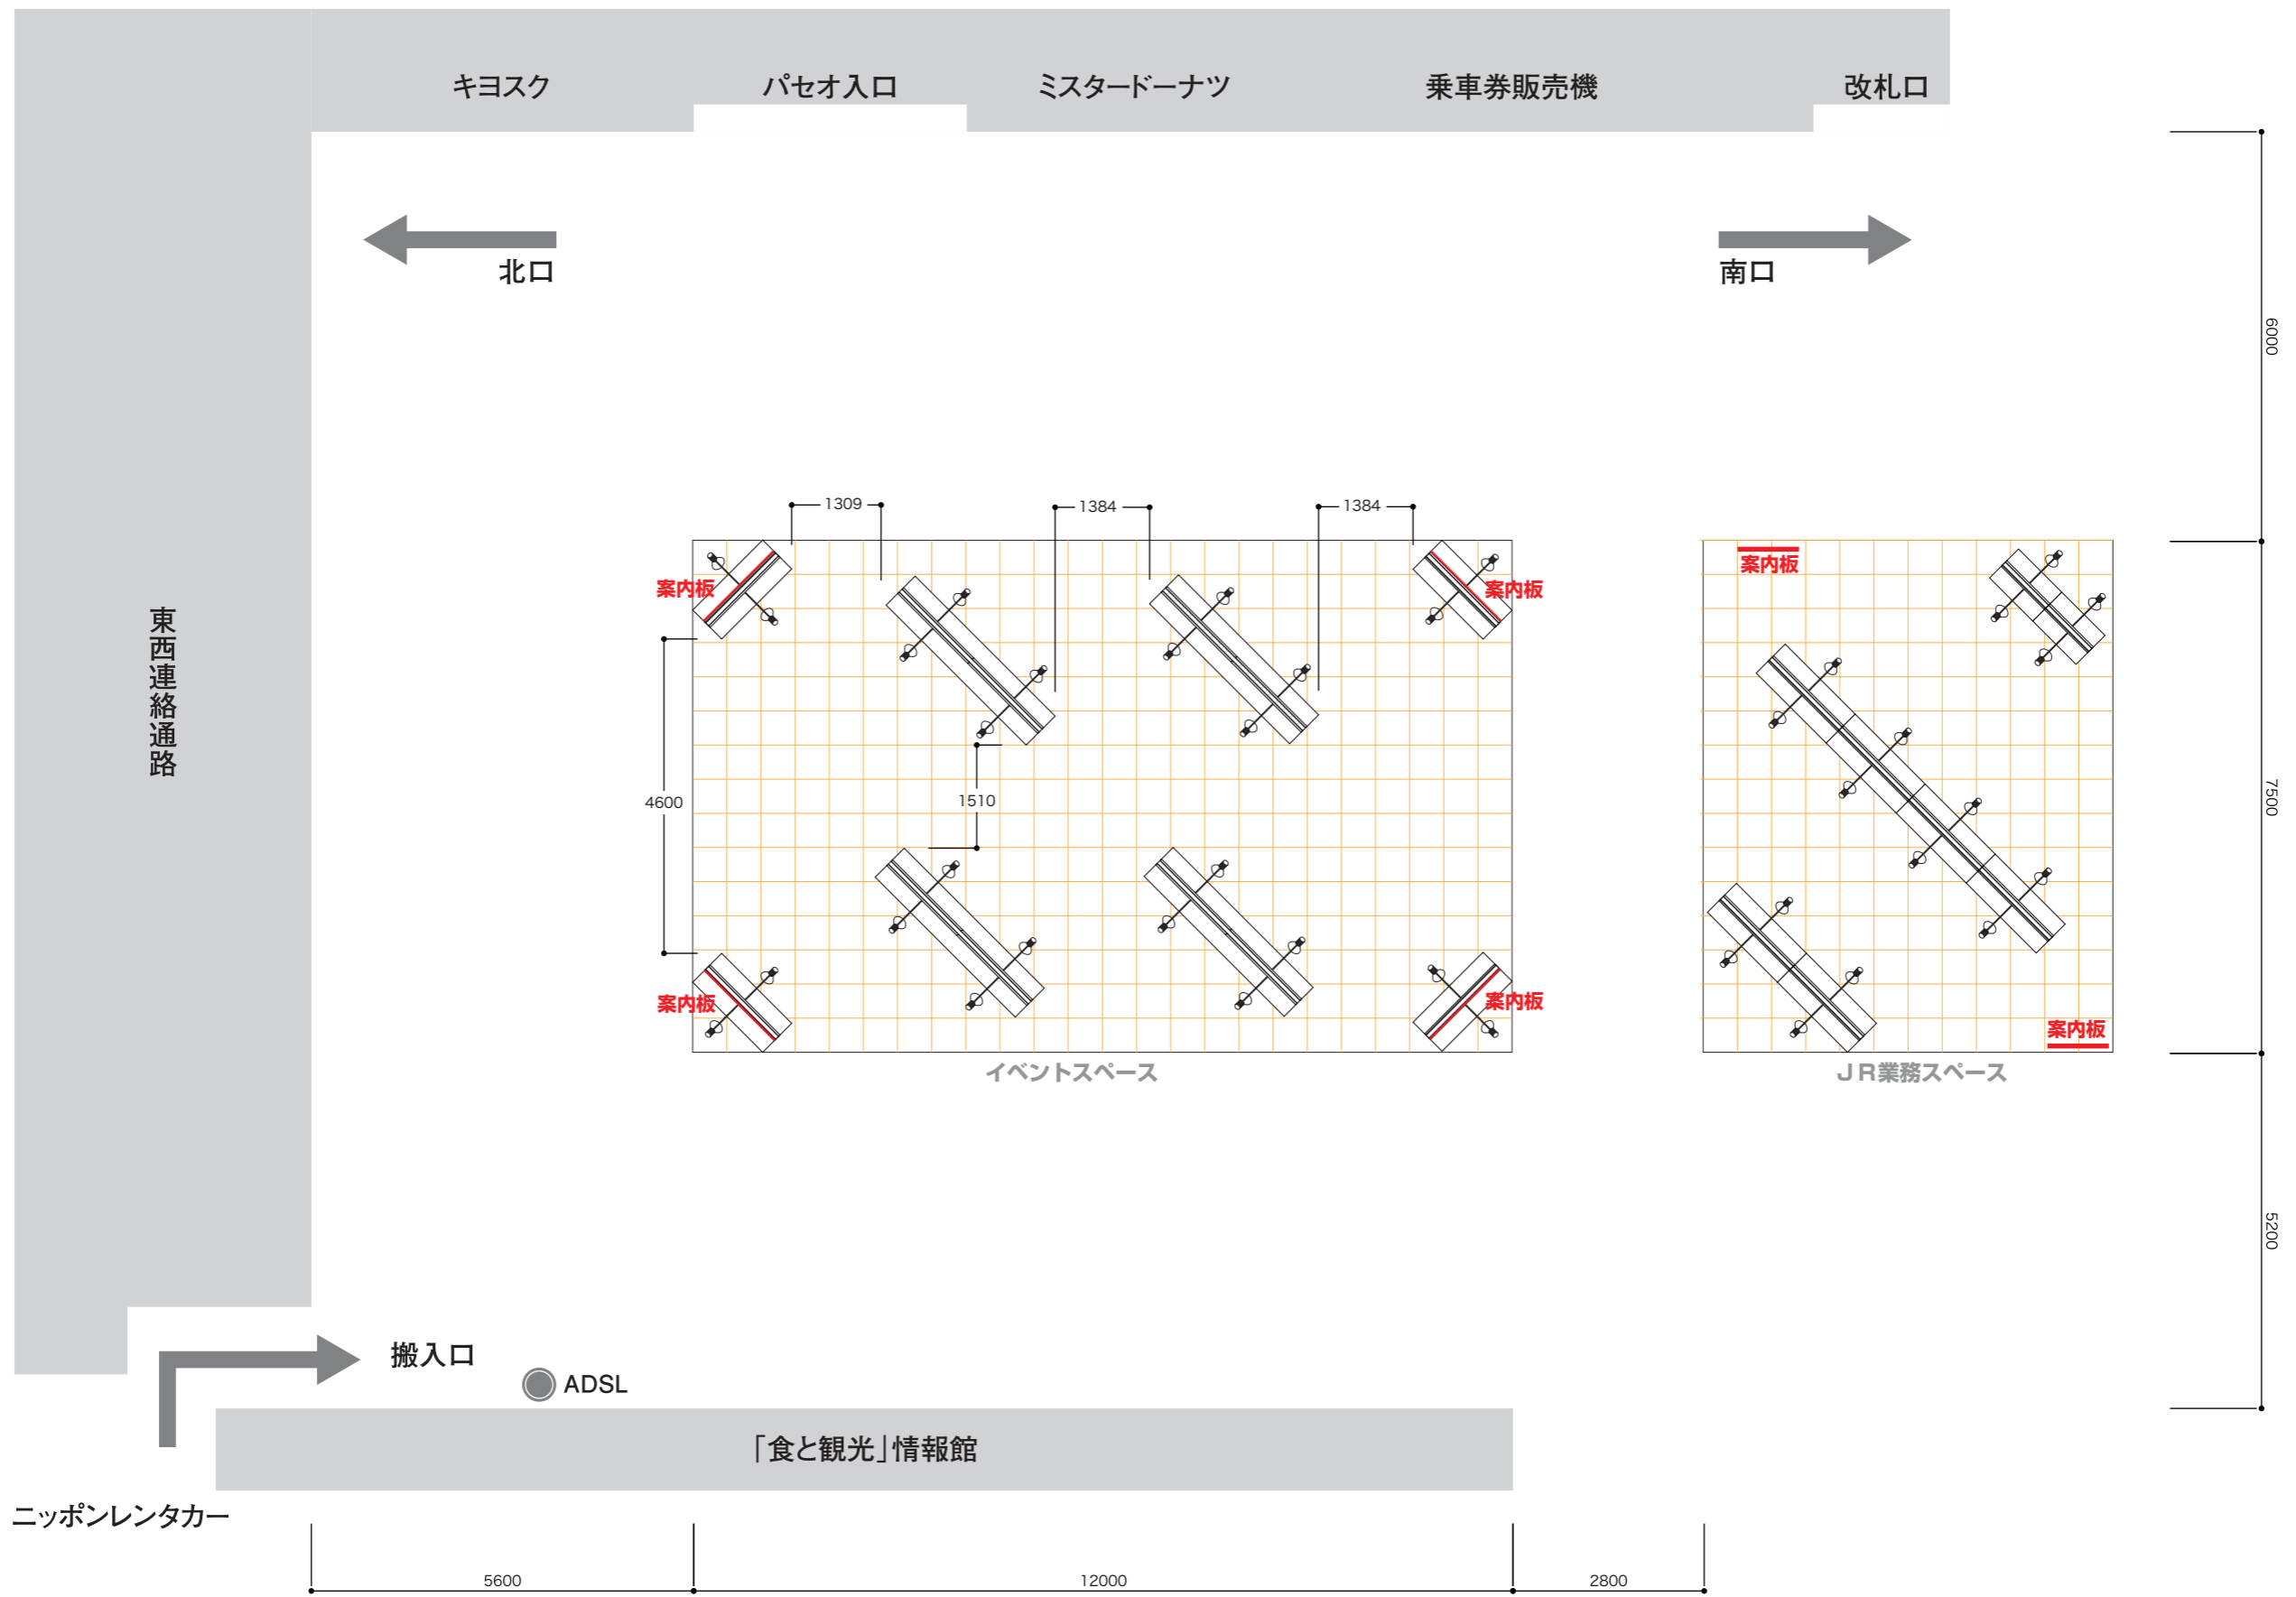 キヨスク
パセオ入口
ミスタードーナツ
乗車券販売機
改札口
北口
南口
6000
1309
1384
1384
案内板
案内板
案内板
東西連絡通路
4600
1510
7500
案内板
案内板
案内板
イベントスペース
JR業務スペース
5200
搬入口
ADSL
「食と観光」情報館
ニッポンレンタカー
5600
12000
2800